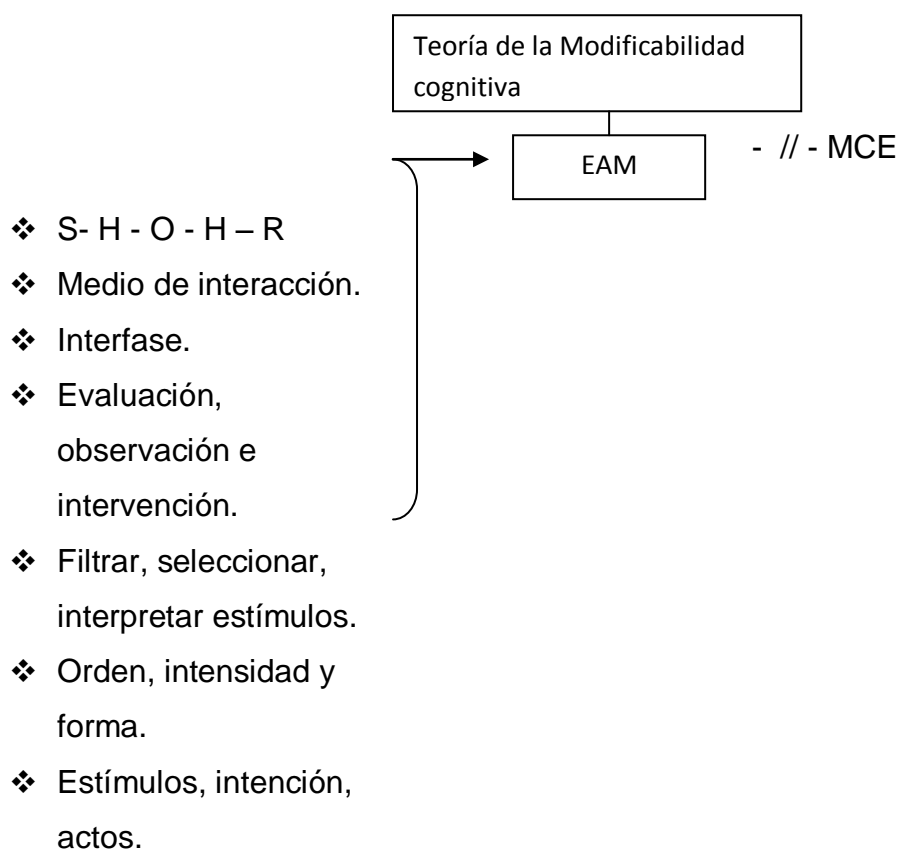 Teoría de la Modificabilidad
cognitiva
EAM
- // - MCE
❖ S- H - O - H – R
❖ Medio de interacción.
❖ Interfase.
❖ Evaluación,
observación e
intervención.
❖ Filtrar, seleccionar,
interpretar estímulos.
❖ Orden, intensidad y
forma.
❖ Estímulos, intención,
actos.